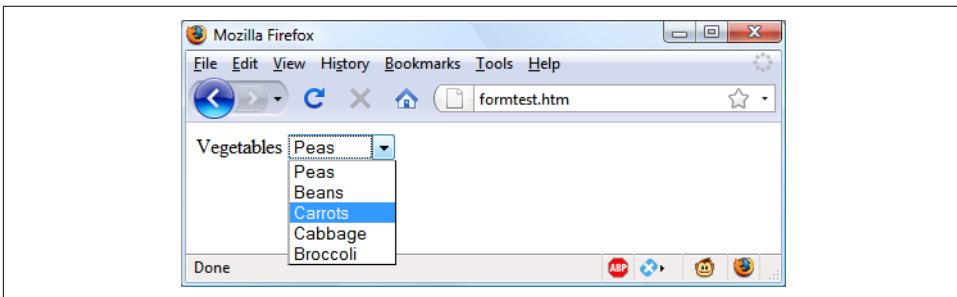 Mozilla Firefox
File Edit View History Bookmarks Tools Help
formtest.htm
Vegetables Peas
Peas
Beans
Carrots
Cabbage
Broccoli
Done
ABP